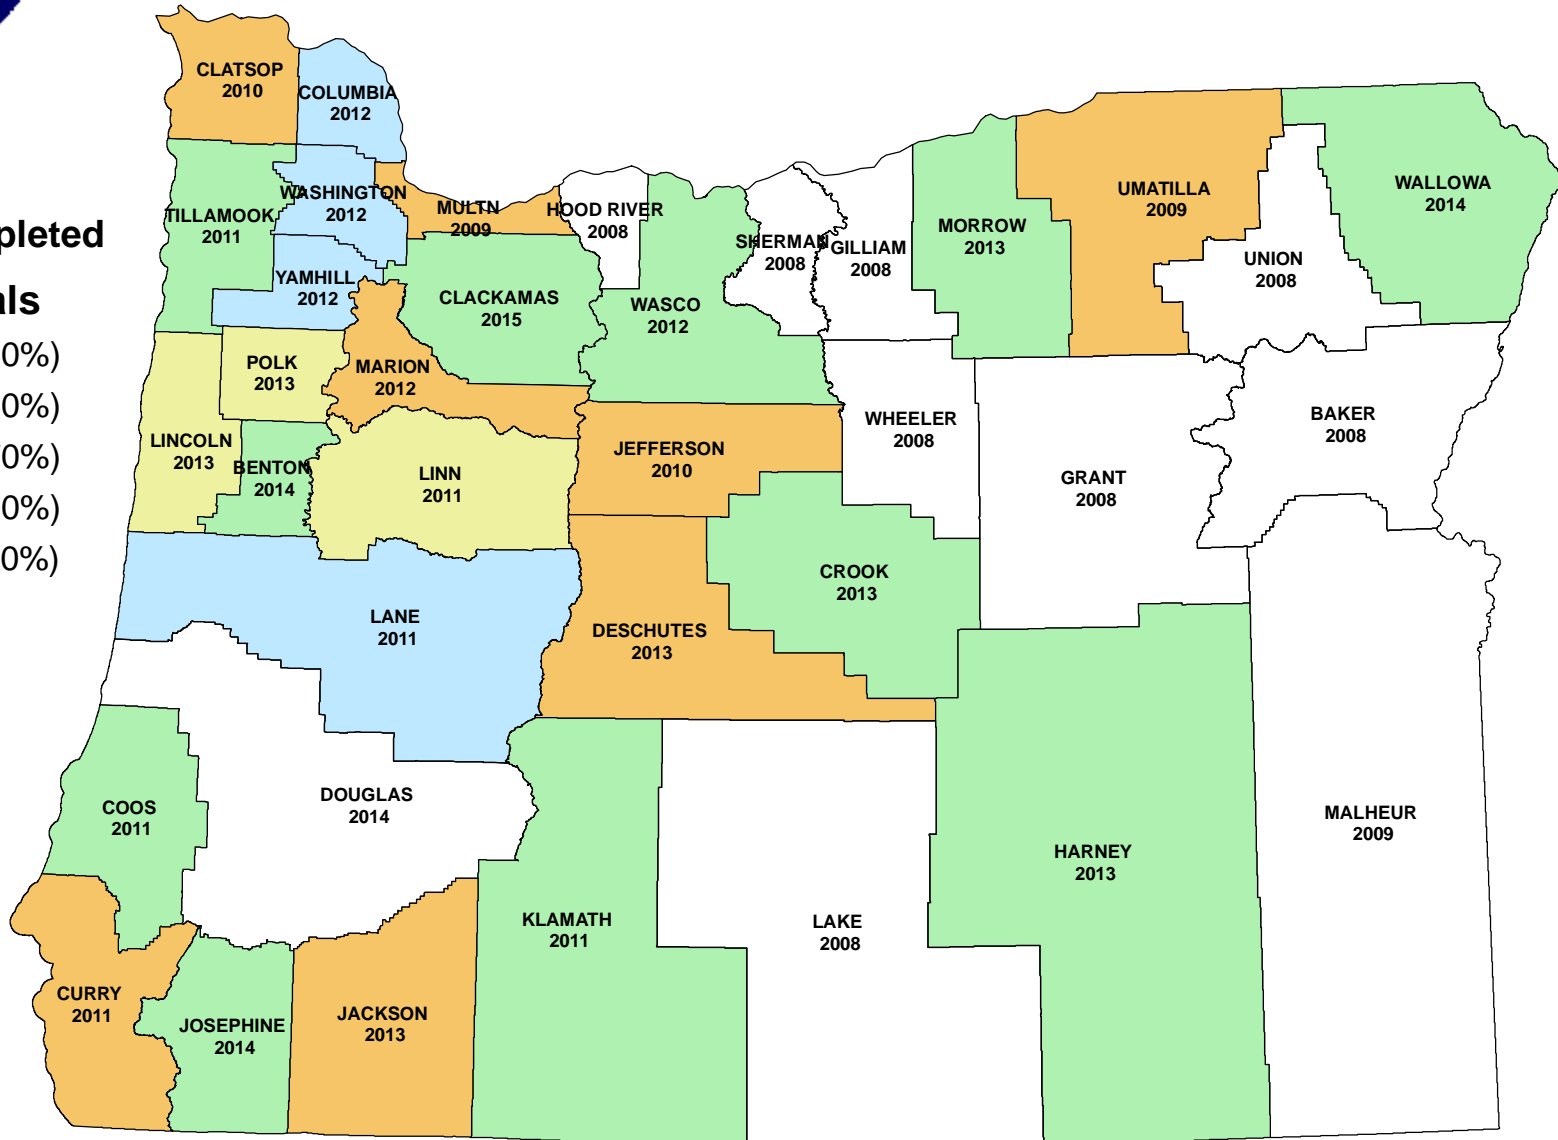 CLATSOP
2010
COLUMBIA
2012
TILLAMOOK
2011
WASHINGTON
2012
MULTN
2009
HOOD RIVER
2008
SHERMAN
2008
GILLIAM
2008
MORROW
2013
UMATILLA
2009
UNION
2008
WALLOWA
2014
pleted
als
0%)
0%)
0%)
0%)
0%)
YAMHILL
2012
CLACKAMAS
2015
WASCO
2012
POLK
2013
MARION
2012
LINCOLN
2013
BENTON
2014
LINN
2011
JEFFERSON
2010
WHEELER
2008
GRANT
2008
BAKER
2008
LANE
2011
DESCHUTES
2013
CROOK
2013
COOS
2011
DOUGLAS
2014
MALHEUR
2009
HARNEY
2013
KLAMATH
2011
LAKE
2008
CURRY
2011
JOSEPHINE
2014
JACKSON
2013